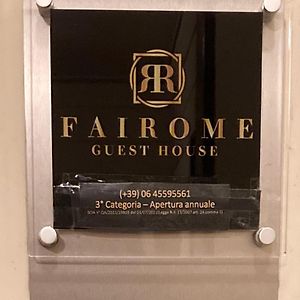 RR
FAIROME
GUEST HOUSE
(+39) 06 45595561
3° Categoria – Apertura annuale